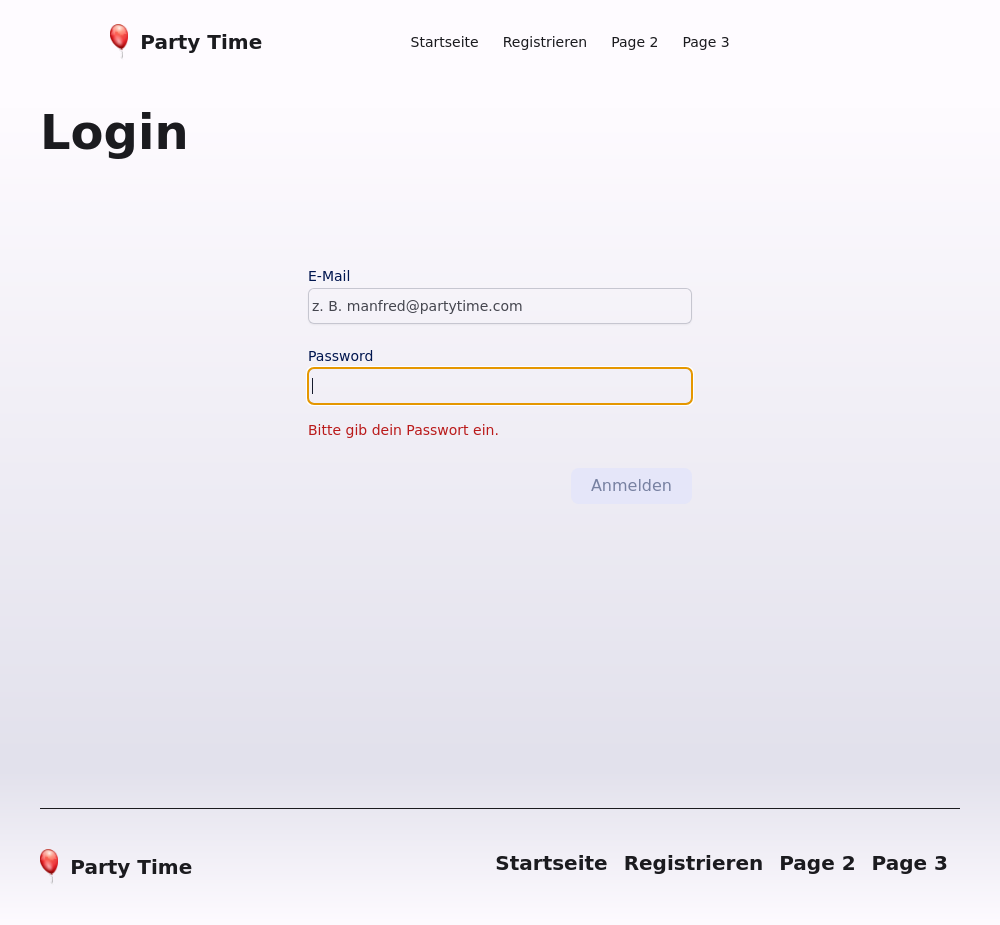 Party Time
Startseite Registrieren Page 2 Page 3
Login
E-Mail
z. B. manfred@partytime.com
Password
Bitte gib dein Passwort ein.
Anmelden
Party Time
Startseite Registrieren Page 2 Page 3